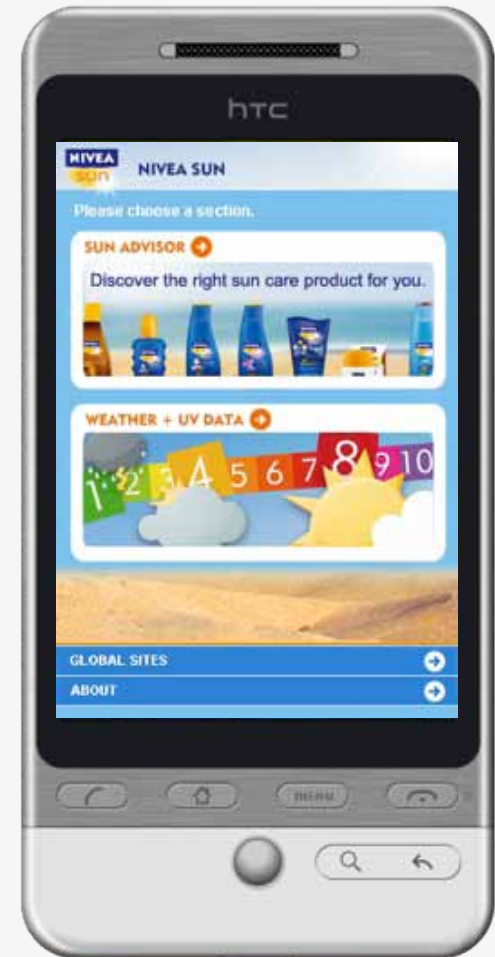 hTC
NIVEA
sun
NIVEA SUN
Please choose a section.
SUN ADVISOR
Discover the right sun care product for you.
WEATHER + UV DATA
1 2 3 4 5 6 7 8 9 10
GLOBAL SITES
ABOUT
MENU